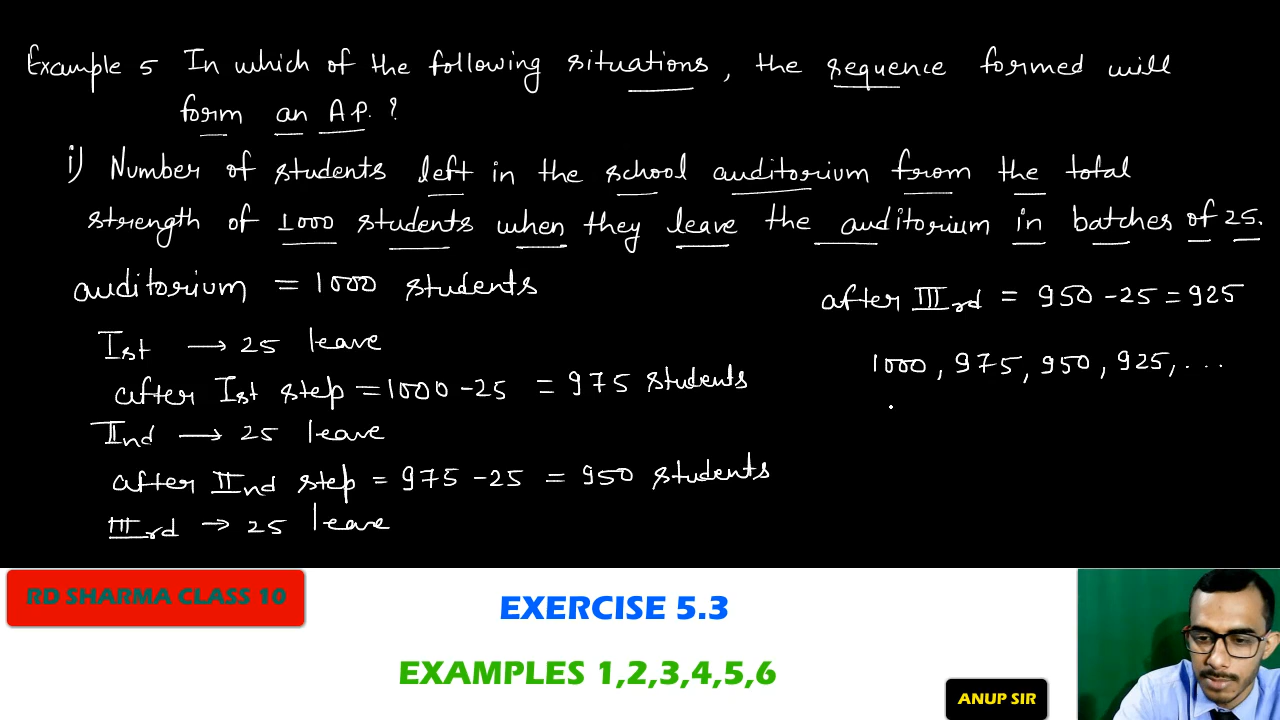 Example 5 In which of the following situations, the sequence formed will
form an A.P. ?
i) Number of students left in the school auditorium from the total
strength of 1000 students when they leave the auditorium in batches of 25.
auditorium = 1000 students
Ist → 25 leave
after Ist step = 1000 - 25 = 975 students
IInd → 25 leave
after IInd step = 975 - 25 = 950 students
IIIrd → 25 leave
after IIIrd = 950 - 25 = 925
1000, 975, 950, 925, ...
RD SHARMA CLASS 10
EXERCISE 5.3
EXAMPLES 1,2,3,4,5,6
ANUP SIR